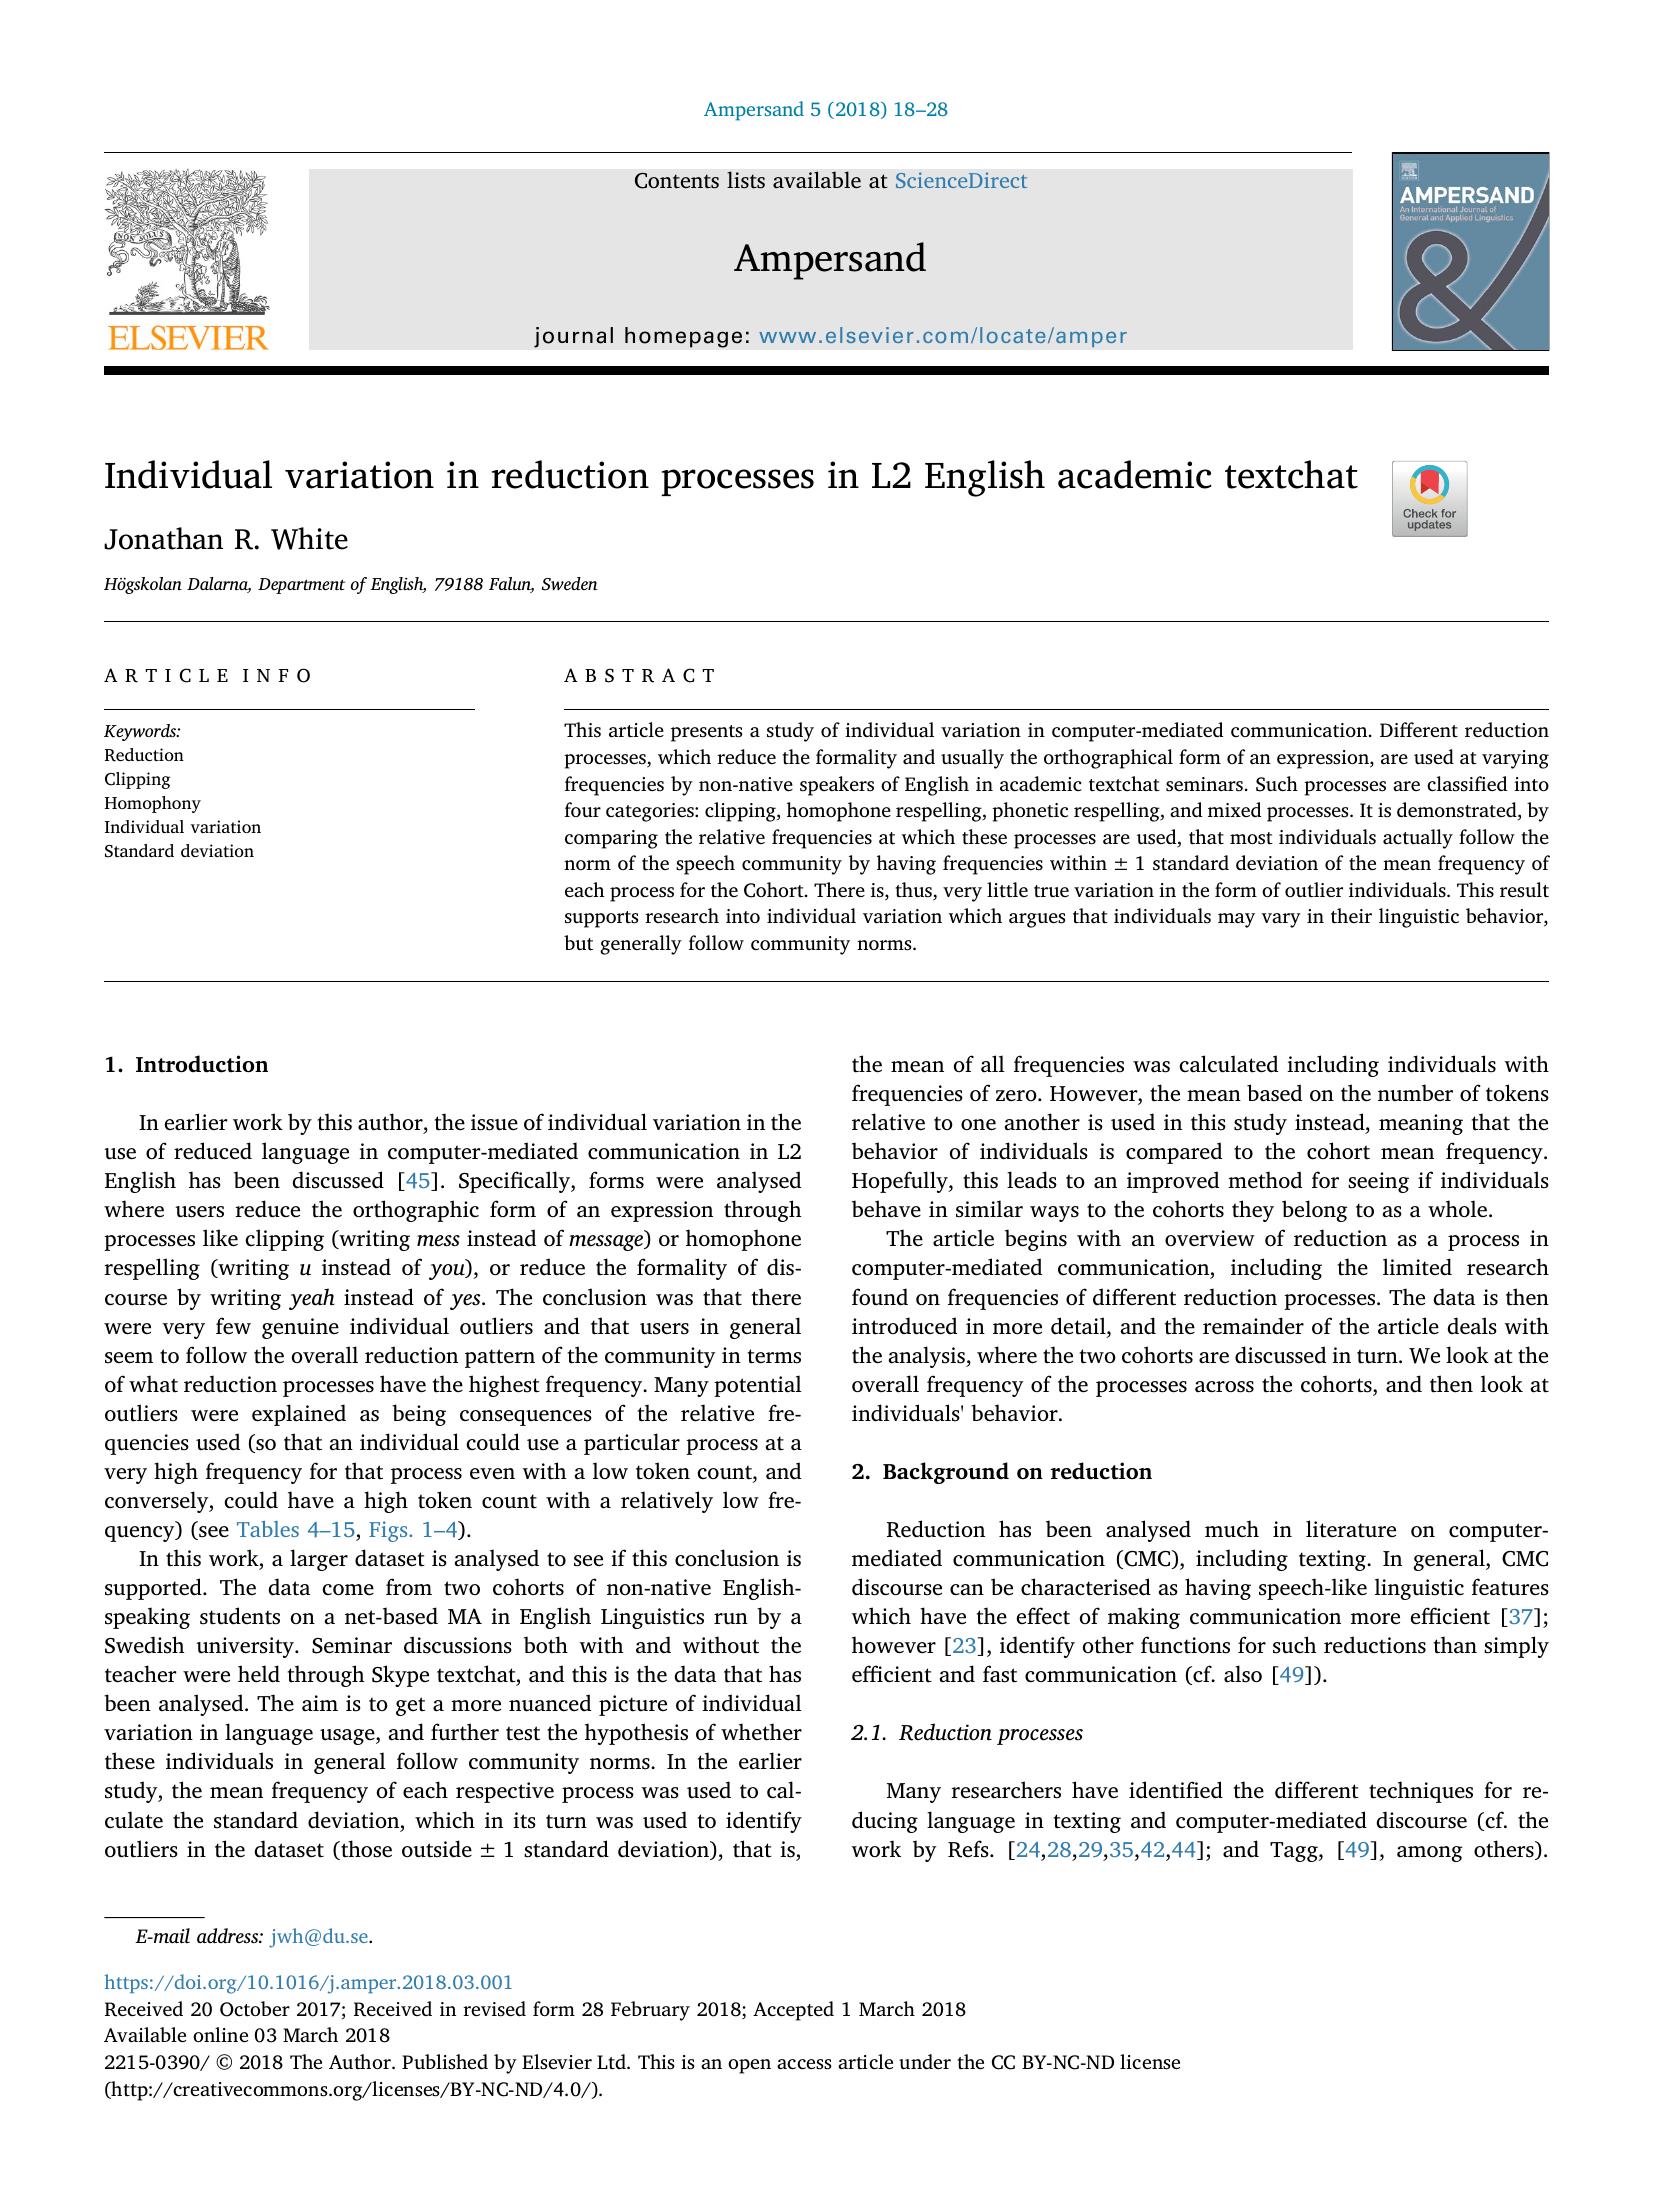 Ampersand 5 (2018) 18–28
Contents lists available at ScienceDirect
Ampersand
journal homepage: www.elsevier.com/locate/amper
NON SOLUS
ELSEVIER
AMPERSAND
An International Journal of
General and Applied Linguistics
&
Individual variation in reduction processes in L2 English academic textchat
Check for
updates
Jonathan R. White
Högskolan Dalarna, Department of English, 79188 Falun, Sweden
ARTICLE INFO
Keywords:
Reduction
Clipping
Homophony
Individual variation
Standard deviation
ABSTRACT
This article presents a study of individual variation in computer-mediated communication. Different reduction
processes, which reduce the formality and usually the orthographical form of an expression, are used at varying
frequencies by non-native speakers of English in academic textchat seminars. Such processes are classified into
four categories: clipping, homophone respelling, phonetic respelling, and mixed processes. It is demonstrated, by
comparing the relative frequencies at which these processes are used, that most individuals actually follow the
norm of the speech community by having frequencies within ± 1 standard deviation of the mean frequency of
each process for the Cohort. There is, thus, very little true variation in the form of outlier individuals. This result
supports research into individual variation which argues that individuals may vary in their linguistic behavior,
but generally follow community norms.
1. Introduction
In earlier work by this author, the issue of individual variation in the
use of reduced language in computer-mediated communication in L2
English has been discussed [45]. Specifically, forms were analysed
where users reduce the orthographic form of an expression through
processes like clipping (writing mess instead of message) or homophone
respelling (writing u instead of you), or reduce the formality of dis-
course by writing yeah instead of yes. The conclusion was that there
were very few genuine individual outliers and that users in general
seem to follow the overall reduction pattern of the community in terms
of what reduction processes have the highest frequency. Many potential
outliers were explained as being consequences of the relative fre-
quencies used (so that an individual could use a particular process at a
very high frequency for that process even with a low token count, and
conversely, could have a high token count with a relatively low fre-
quency) (see Tables 4–15, Figs. 1–4).
In this work, a larger dataset is analysed to see if this conclusion is
supported. The data come from two cohorts of non-native English-
speaking students on a net-based MA in English Linguistics run by a
Swedish university. Seminar discussions both with and without the
teacher were held through Skype textchat, and this is the data that has
been analysed. The aim is to get a more nuanced picture of individual
variation in language usage, and further test the hypothesis of whether
these individuals in general follow community norms. In the earlier
study, the mean frequency of each respective process was used to cal-
culate the standard deviation, which in its turn was used to identify
outliers in the dataset (those outside ± 1 standard deviation), that is,
the mean of all frequencies was calculated including individuals with
frequencies of zero. However, the mean based on the number of tokens
relative to one another is used in this study instead, meaning that the
behavior of individuals is compared to the cohort mean frequency.
Hopefully, this leads to an improved method for seeing if individuals
behave in similar ways to the cohorts they belong to as a whole.
The article begins with an overview of reduction as a process in
computer-mediated communication, including the limited research
found on frequencies of different reduction processes. The data is then
introduced in more detail, and the remainder of the article deals with
the analysis, where the two cohorts are discussed in turn. We look at the
overall frequency of the processes across the cohorts, and then look at
individuals' behavior.
2. Background on reduction
Reduction has been analysed much in literature on computer-
mediated communication (CMC), including texting. In general, CMC
discourse can be characterised as having speech-like linguistic features
which have the effect of making communication more efficient [37];
however [23], identify other functions for such reductions than simply
efficient and fast communication (cf. also [49]).
2.1. Reduction processes
Many researchers have identified the different techniques for re-
ducing language in texting and computer-mediated discourse (cf. the
work by Refs. [24,28,29,35,42,44]; and Tagg, [49], among others).
E-mail address: jwh@du.se.
https://doi.org/10.1016/j.amper.2018.03.001
Received 20 October 2017; Received in revised form 28 February 2018; Accepted 1 March 2018
Available online 03 March 2018
2215-0390/ © 2018 The Author. Published by Elsevier Ltd. This is an open access article under the CC BY-NC-ND license
(http://creativecommons.org/licenses/BY-NC-ND/4.0/).